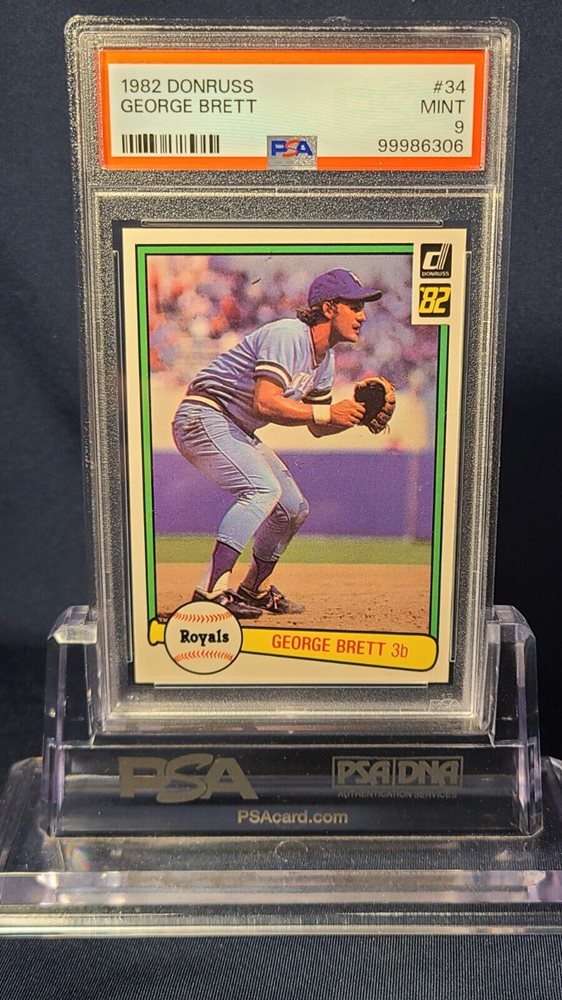 1982 DONRUSS #34
GEORGE BRETT MINT
9
PSA 99986306
d
DONRUSS
'82
Royals
GEORGE BRETT 3b
PSA PSA/DNA
AUTHENTICATION SERVICES
PSAcard.com